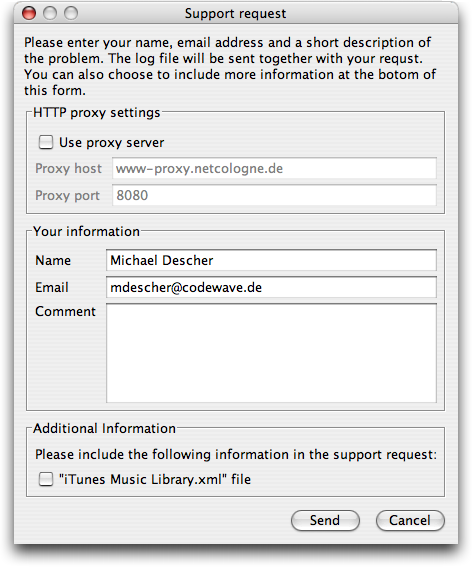 Support request
Please enter your name, email address and a short description of
the problem. The log file will be sent together with your requst.
You can also choose to include more information at the botom of
this form.
HTTP proxy settings
Use proxy server
Proxy host www-proxy.netcologne.de
Proxy port 8080
Your information
Name Michael Descher
Email mdescher@codewave.de
Comment
Additional Information
Please include the following information in the support request:
"iTunes Music Library.xml" file
Send Cancel